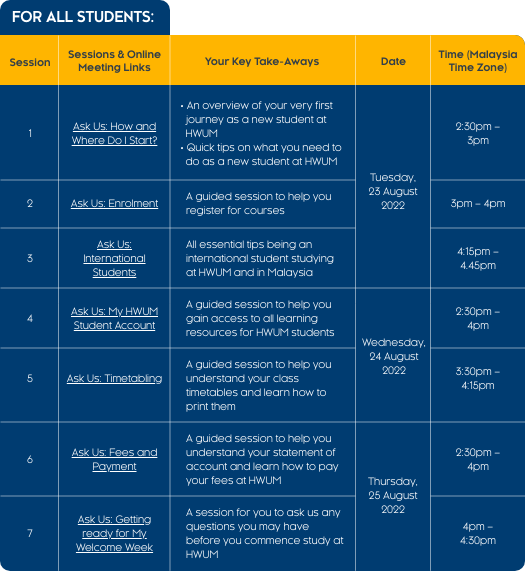 FOR ALL STUDENTS:
Session
Sessions & Online
Meeting Links
Your Key Take-Aways
Date
Time (Malaysia
Time Zone)
1
Ask Us: How and
Where Do I Start?
• An overview of your very first
journey as a new student at
HWUM
• Quick tips on what you need to
do as a new student at HWUM
Tuesday,
23 August
2022
2:30pm –
3pm
2
Ask Us: Enrolment
A guided session to help you
register for courses
3pm – 4pm
3
Ask Us:
International
Students
All essential tips being an
international student studying
at HWUM and in Malaysia
4:15pm –
4.45pm
4
Ask Us: My HWUM
Student Account
A guided session to help you
gain access to all learning
resources for HWUM students
Wednesday,
24 August
2022
2:30pm –
4pm
5
Ask Us: Timetabling
A guided session to help you
understand your class
timetables and learn how to
print them
3:30pm –
4:15pm
6
Ask Us: Fees and
Payment
A guided session to help you
understand your statement of
account and learn how to pay
your fees at HWUM
Thursday,
25 August
2022
2:30pm –
4pm
7
Ask Us: Getting
ready for My
Welcome Week
A session for you to ask us any
questions you may have
before you commence study at
HWUM
4pm –
4:30pm